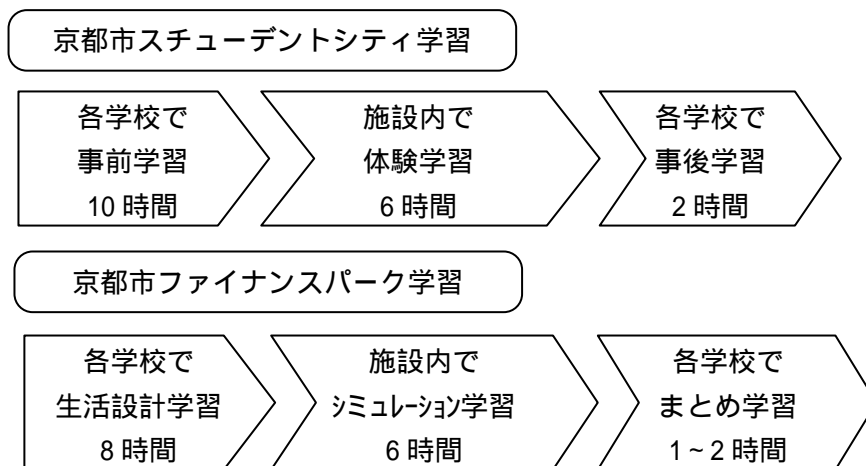 京都市スチューデントシティ学習
各学校で
事前学習
10 時間
施設内で
体験学習
6 時間
各学校で
事後学習
2 時間
京都市ファイナンスパーク学習
各学校で
生活設計学習
8 時間
施設内で
ｼﾐｭﾚｰｼｮﾝ学習
6 時間
各学校で
まとめ学習
1~2 時間